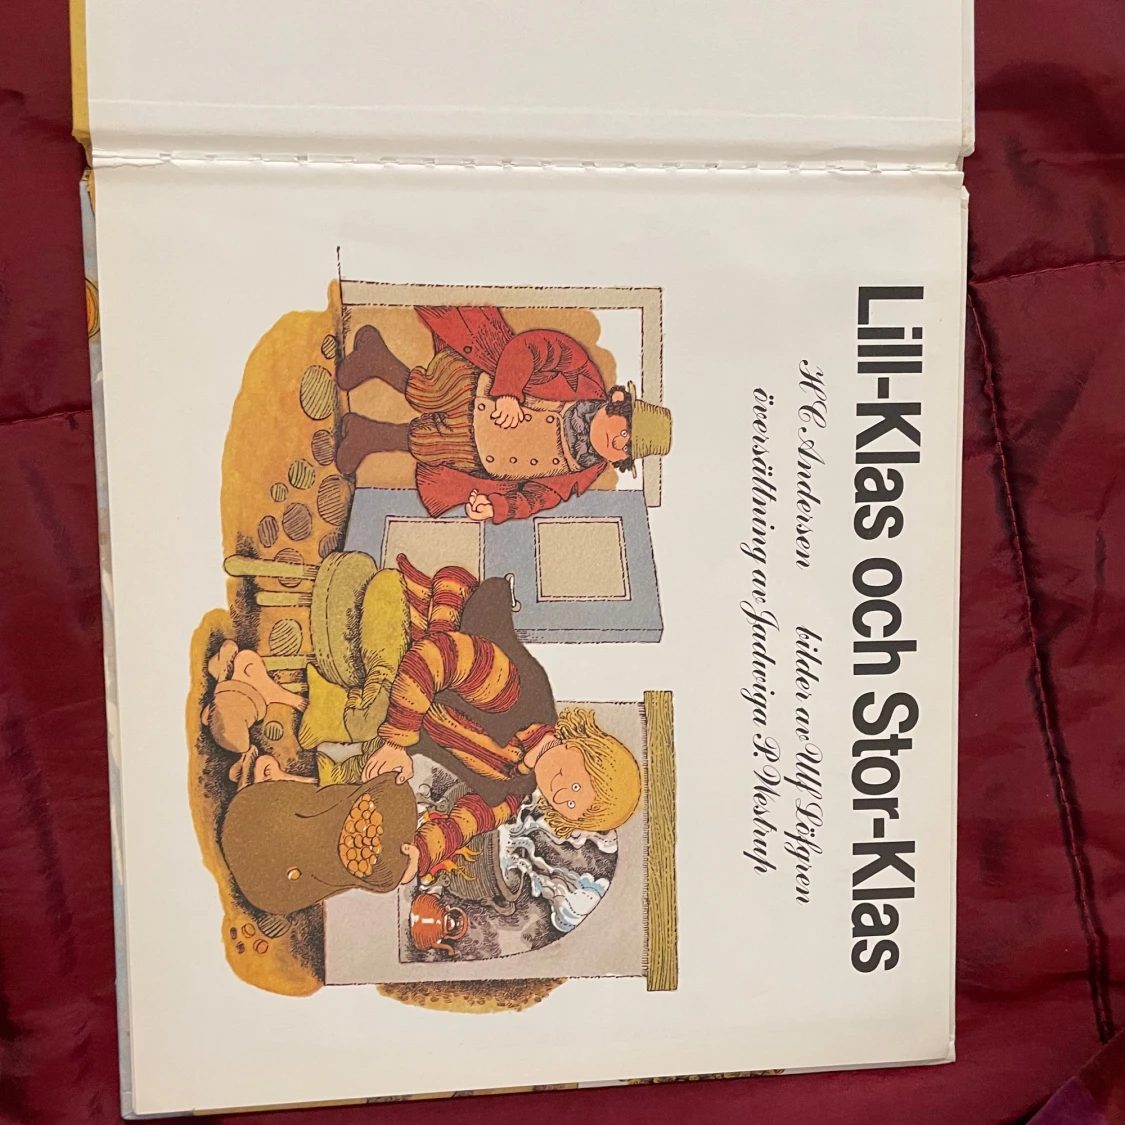 Lill-Klas och Stor-Klas
H C Andersen bilder av Ulf Löfgren
översättning av Jadwiga P. Westrup